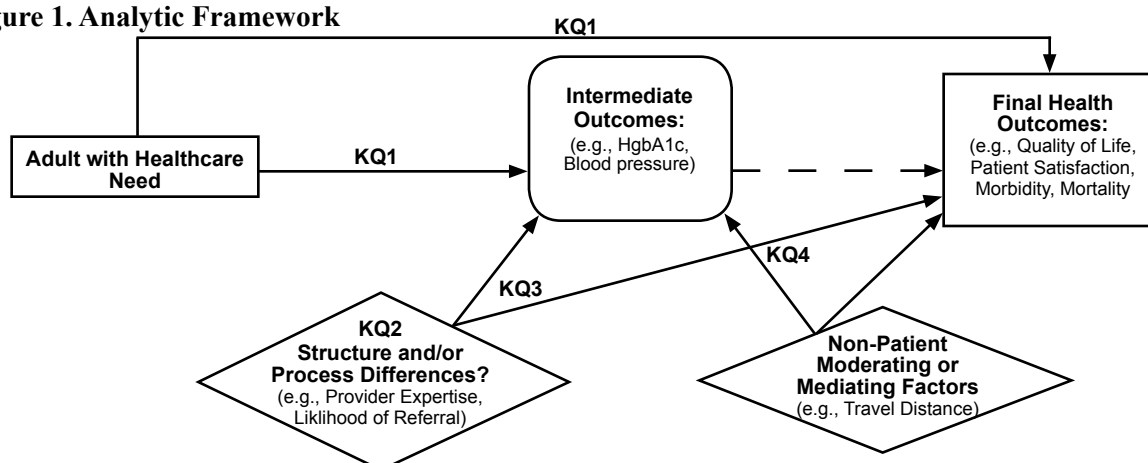 gure 1. Analytic Framework
KQ1
Adult with Healthcare
Need
KQ1
Intermediate
Outcomes:
(e.g., HgbA1c,
Blood pressure)
Final Health
Outcomes:
(e.g., Quality of Life,
Patient Satisfaction,
Morbidity, Mortality
KQ3
KQ4
KQ2
Structure and/or
Process Differences?
(e.g., Provider Expertise,
Liklihood of Referral)
Non-Patient
Moderating or
Mediating Factors
(e.g., Travel Distance)